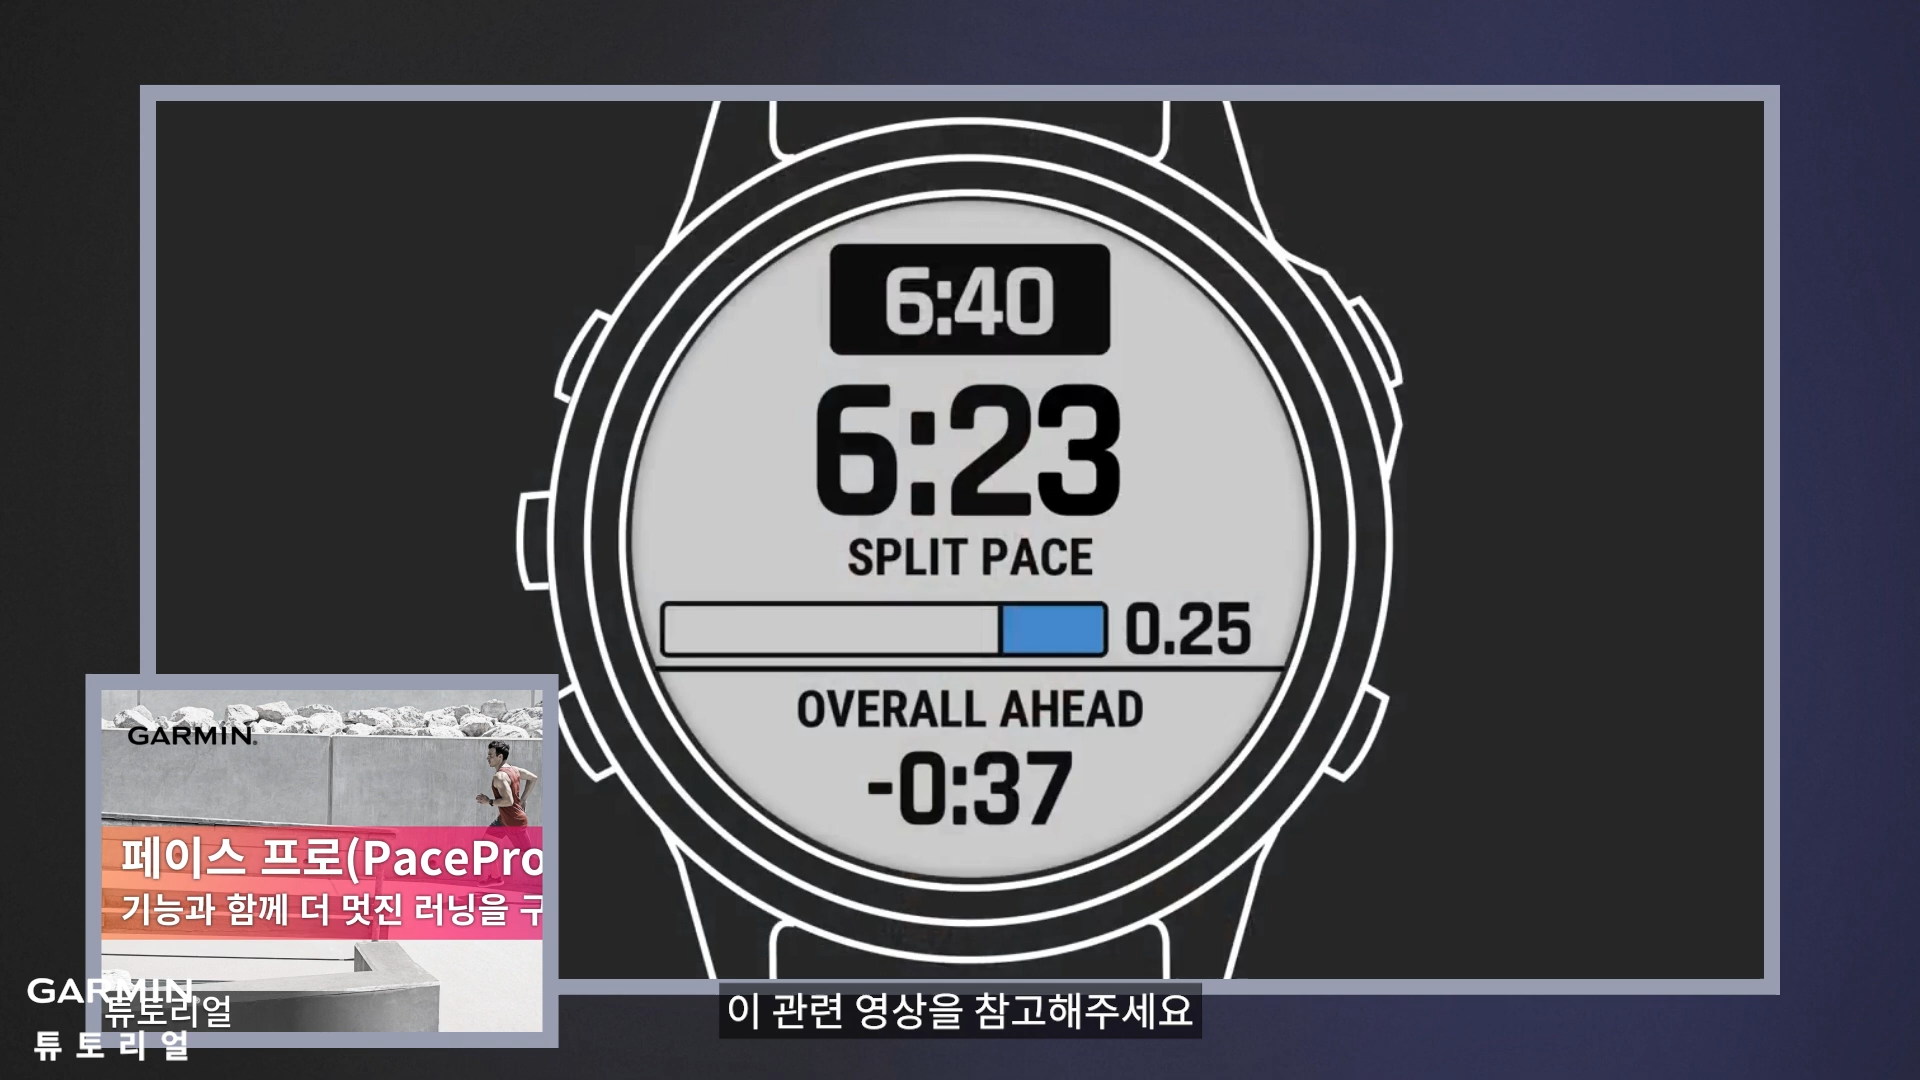 6:40
6:23
SPLIT PACE
0.25
OVERALL AHEAD
-0:37
GARMIN
페이스 프로(PacePro
기능과 함께 더 멋진 러닝을
튜토리얼
GARMIN
튜토리얼
이 관련 영상을 참고해주세요